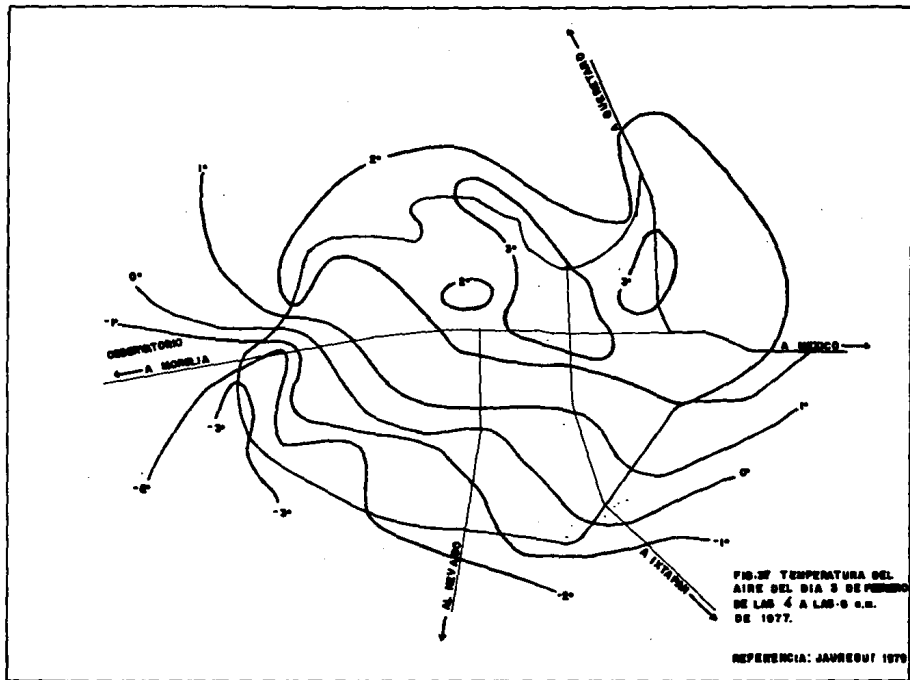 A QUERETARO
2°
1°
3°
0°
2°
3°
-1°
OBSERVATORIO
A MORELIA
A MEXICO
-3°
1°
-2°
0°
-3°
-1°
AL NEVADO
A IXTAPAN
-2°
TEMPERATURA DEL
AIRE DEL DIA 3 DE FEBRERO
DE LAS 4 A LAS 6 a.m.
DE 1977.
REFERENCIA: JAUREGUI 1979